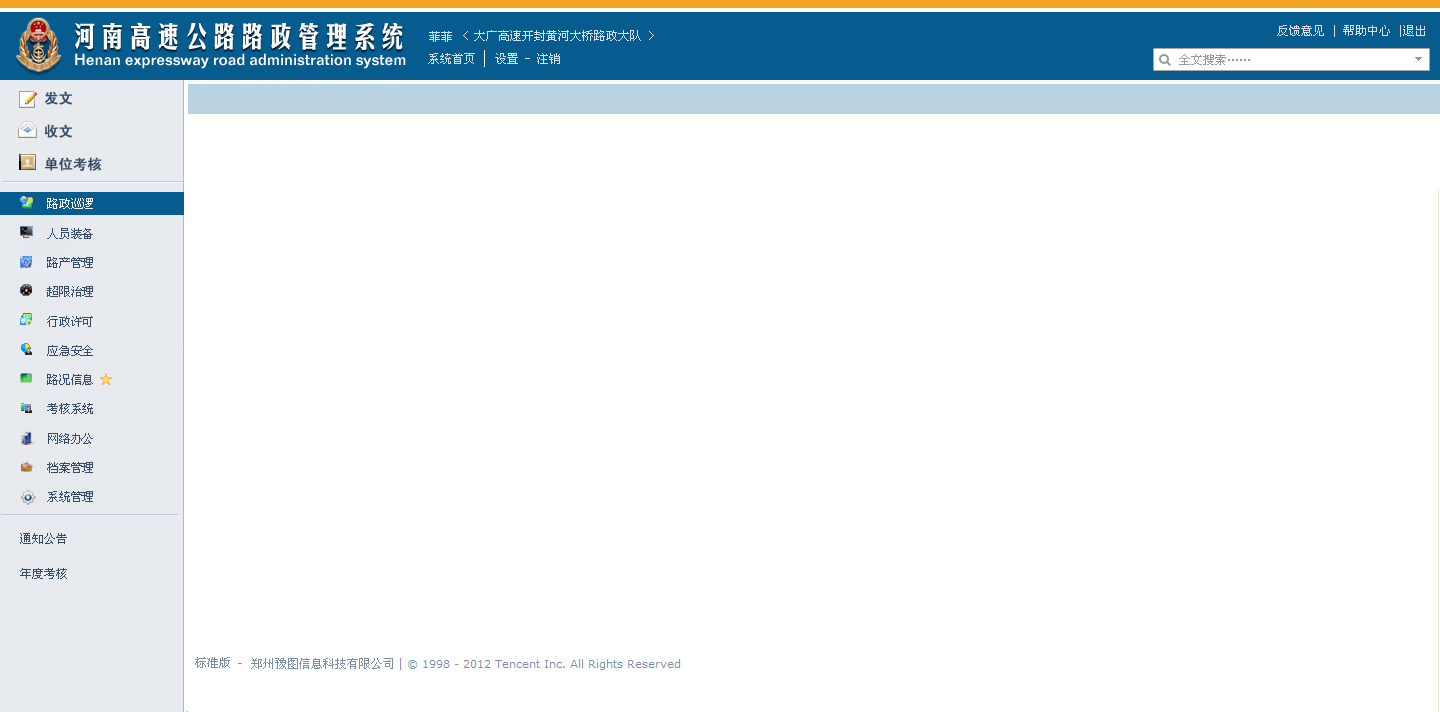 河南高速公路路政管理系统
Henan expressway road administration system
菲菲 < 大广高速开封黄河大桥路政大队 >
系统首页 | 设置 - 注销
反馈意见 | 帮助中心 |退出
全文搜索……
发文
收文
单位考核
路政巡逻
人员装备
路产管理
超限治理
行政许可
应急安全
路况信息
考核系统
网络办公
档案管理
系统管理
通知公告
年度考核
标准版 - 郑州豫图信息科技有限公司 | © 1998 - 2012 Tencent Inc. All Rights Reserved